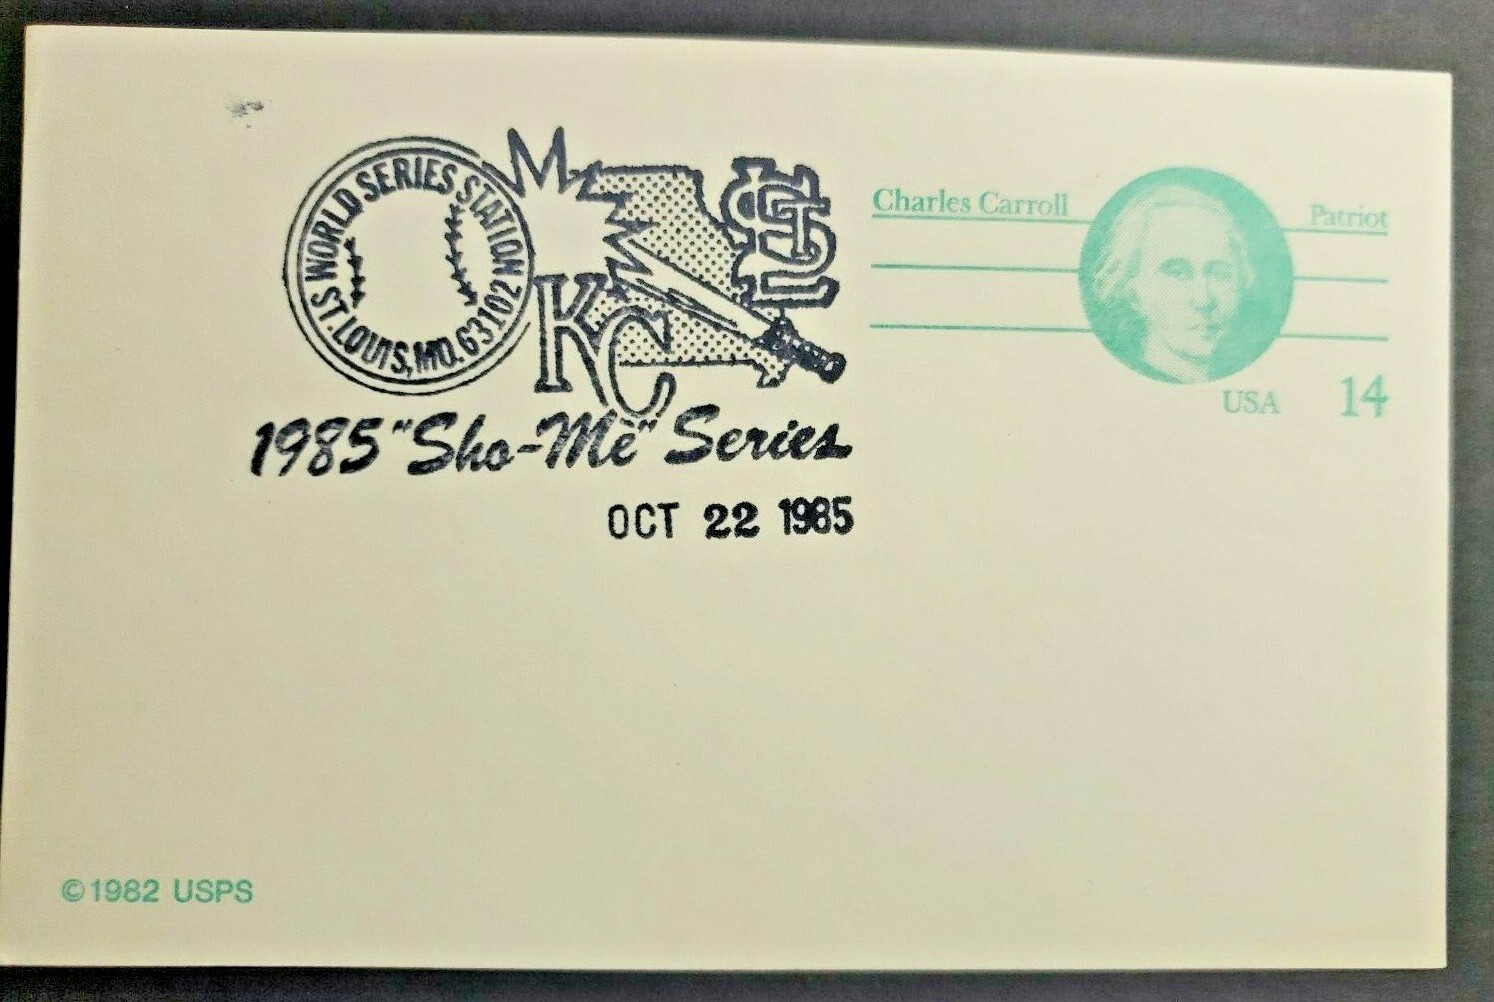 WORLD SERIES STATION
ST. LOUIS, MO. 63102
KC
STL
1985 "Sho-Me" Series
OCT 22 1985
Charles Carroll
Patriot
USA 14
©1982 USPS